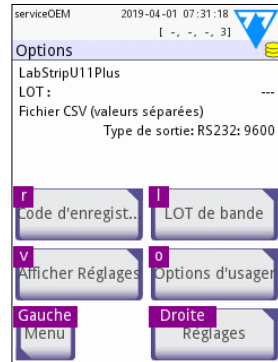 serviceOEM 2019-04-01 07:31:18
[ -, -, -, 3]
Options
LabStripU11Plus
LOT : ---
Fichier CSV (valeurs séparées)
Type de sortie: RS232: 9600
r
l
Code d'enregist..
LOT de bande
v
o
Afficher Réglages
Options d'usager
Gauche
Droite
Menu
Réglages